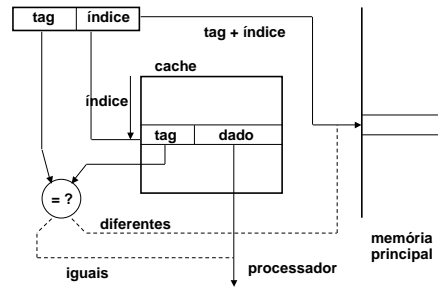 tag índice
tag + índice
cache
índice
tag dado
= ?
diferentes
memória
principal
processador
iguais